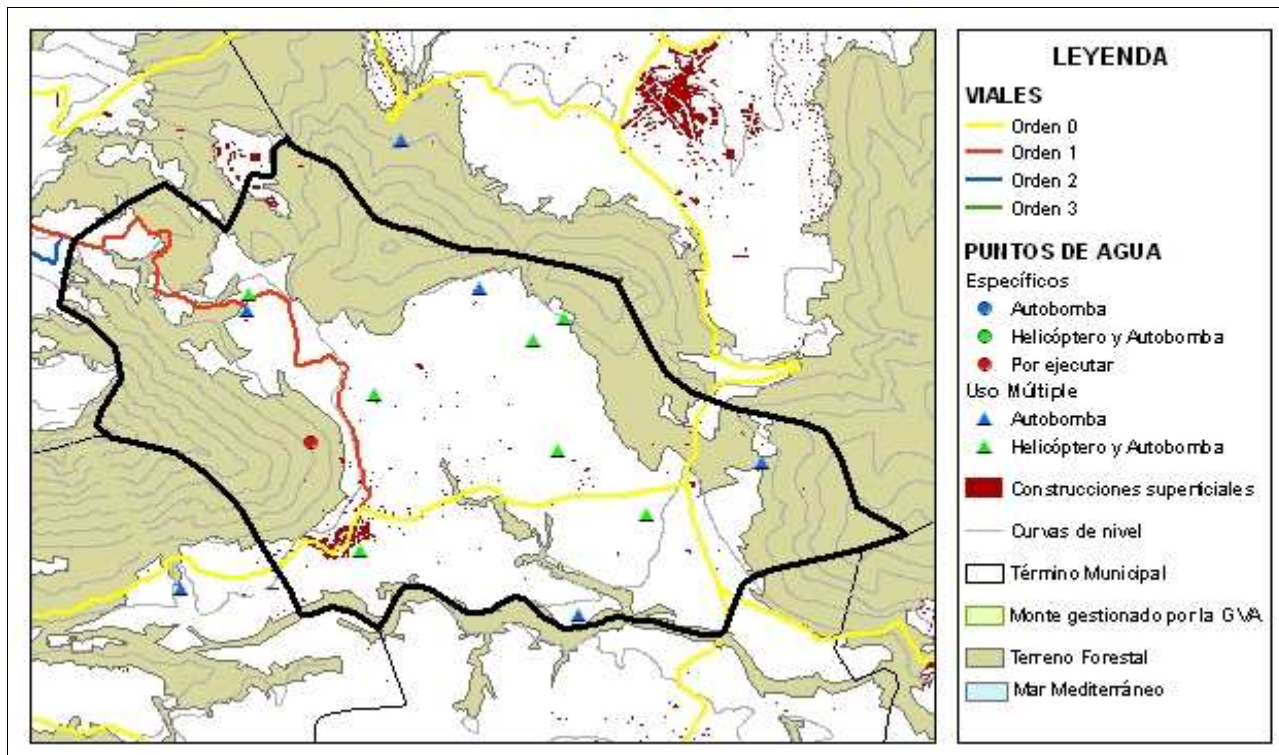 LEYENDA
VIALES
Orden 0
Orden 1
Orden 2
Orden 3
PUNTOS DE AGUA
Específicos
Autobomba
Helicóptero y Autobomba
Por ejecutar
Uso Múltiple
Autobomba
Helicóptero y Autobomba
Construcciones superficiales
Curvas de nivel
Término Municipal
Monte gestionado por la GVA
Terreno Forestal
Mar Mediterráneo